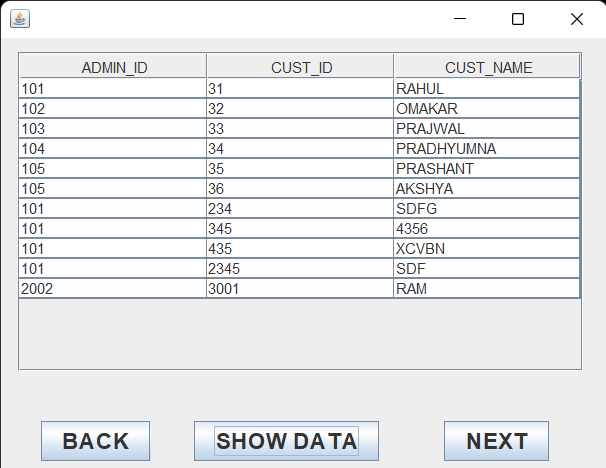 ADMIN_ID CUST_ID CUST_NAME
101 31 RAHUL
102 32 OMAKAR
103 33 PRAJWAL
104 34 PRADHYUMNA
105 35 PRASHANT
105 36 AKSHYA
101 234 SDFG
101 345 4356
101 435 XCVBN
101 2345 SDF
2002 3001 RAM
BACK SHOW DATA NEXT